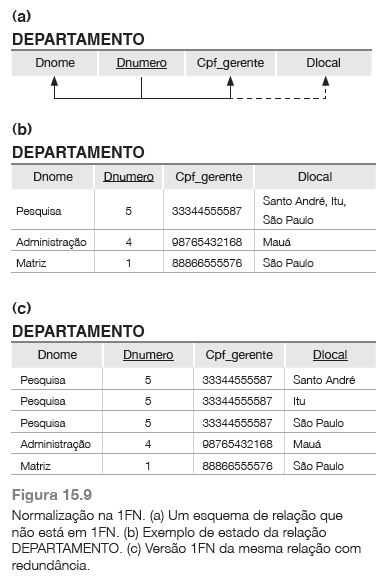 (a)
DEPARTAMENTO
Dnome Dnumero Cpf_gerente Dlocal
(b)
DEPARTAMENTO
Dnome Dnumero Cpf_gerente Dlocal
Pesquisa 5 33344555587 Santo André, Itu,
São Paulo
Administração 4 98765432168 Mauá
Matriz 1 88866555576 São Paulo
(c)
DEPARTAMENTO
Dnome Dnumero Cpf_gerente Dlocal
Pesquisa 5 33344555587 Santo André
Pesquisa 5 33344555587 Itu
Pesquisa 5 33344555587 São Paulo
Administração 4 98765432168 Mauá
Matriz 1 88866555576 São Paulo
Figura 15.9
Normalização na 1FN. (a) Um esquema de relação que
não está em 1FN. (b) Exemplo de estado da relação
DEPARTAMENTO. (c) Versão 1FN da mesma relação com
redundância.